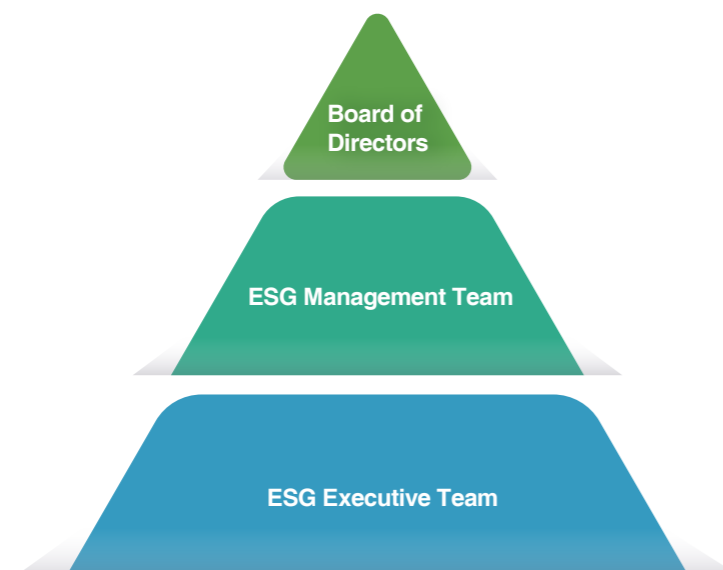 Board of
Directors
ESG Management Team
ESG Executive Team